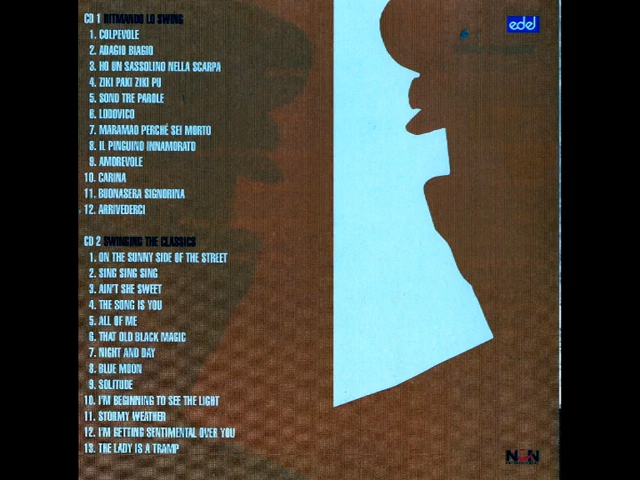 CD 1 RITMANDO LO SWING
1. COLPEVOLE
2. ADAGIO BIAGIO
3. HO UN SASSOLINO NELLA SCARPA
4. ZIKI PAKI ZIKI PU
5. SONO TRE PAROLE
6. LODOVICO
7. MARAMAO PERCHÉ SEI MORTO
8. IL PINGUINO INNAMORATO
9. AMOREVOLE
10. CARINA
11. BUONASERA SIGNORINA
12. ARRIVEDERCI
CD 2 SWINGING THE CLASSICS
1. ON THE SUNNY SIDE OF THE STREET
2. SING SING SING
3. AIN'T SHE SWEET
4. THE SONG IS YOU
5. ALL OF ME
6. THAT OLD BLACK MAGIC
7. NIGHT AND DAY
8. BLUE MOON
9. SOLITUDE
10. I'M BEGINNING TO SEE THE LIGHT
11. STORMY WEATHER
12. I'M GETTING SENTIMENTAL OVER YOU
13. THE LADY IS A TRAMP
edel